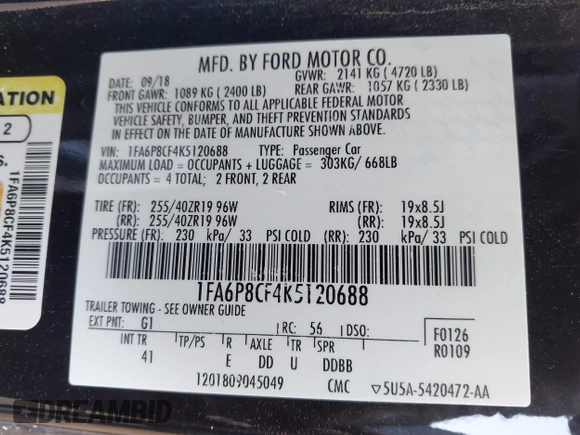 MFD. BY FORD MOTOR CO.
DATE: 09/18 GVWR: 2141 KG ( 4720 LB)
FRONT GAWR: 1089 KG ( 2400 LB) REAR GAWR: 1057 KG ( 2330 LB)
THIS VEHICLE CONFORMS TO ALL APPLICABLE FEDERAL MOTOR
VEHICLE SAFETY, BUMPER, AND THEFT PREVENTION STANDARDS
IN EFFECT ON THE DATE OF MANUFACTURE SHOWN ABOVE.
VIN: 1FA6P8CF4K5120688 TYPE: Passenger Car
MAXIMUM LOAD = OCCUPANTS + LUGGAGE = 303KG/ 668LB
OCCUPANTS = 4 TOTAL; 2 FRONT, 2 REAR
TIRE (FR): 255/40ZR19 96W RIMS (FR): 19x8.5J
(RR): 255/40ZR19 96W (RR): 19x8.5J
PRESSURE (FR): 230 kPa/ 33 PSI COLD (RR): 230 kPa/ 33 PSI COLD
1FA6P8CF4K5120688
TRAILER TOWING - SEE OWNER GUIDE
EXT PNT: G1 RC: 56 DSO: F0126
R0109
INT TR TP/PS R AXLE TR SPR
41 E DD U DDBB
1201809045049 CMC 5U5A-5420472-AA
ATION
2
S.
1FA6P8CF4K5120688
DREAMBID